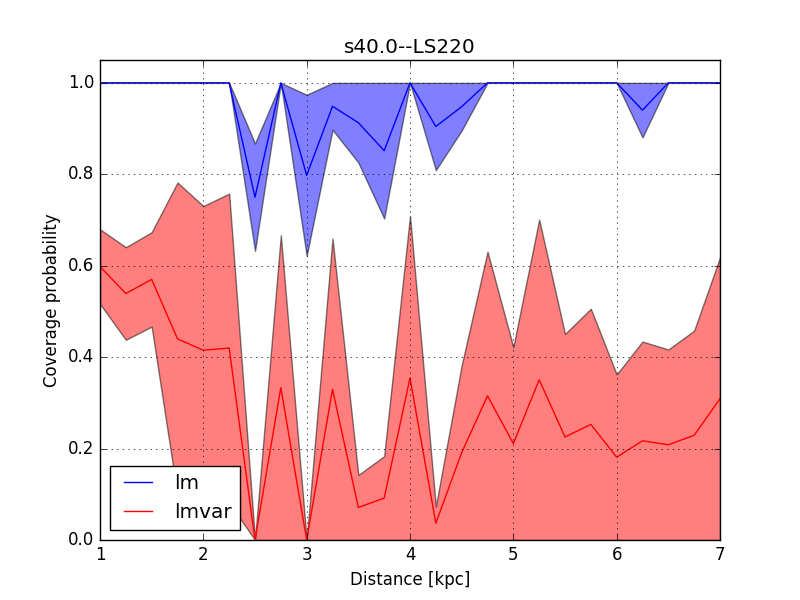 s40.0--LS220
Coverage probability
1.0
0.8
0.6
0.4
0.2
0.0
lm
lmvar
1 2 3 4 5 6 7
Distance [kpc]